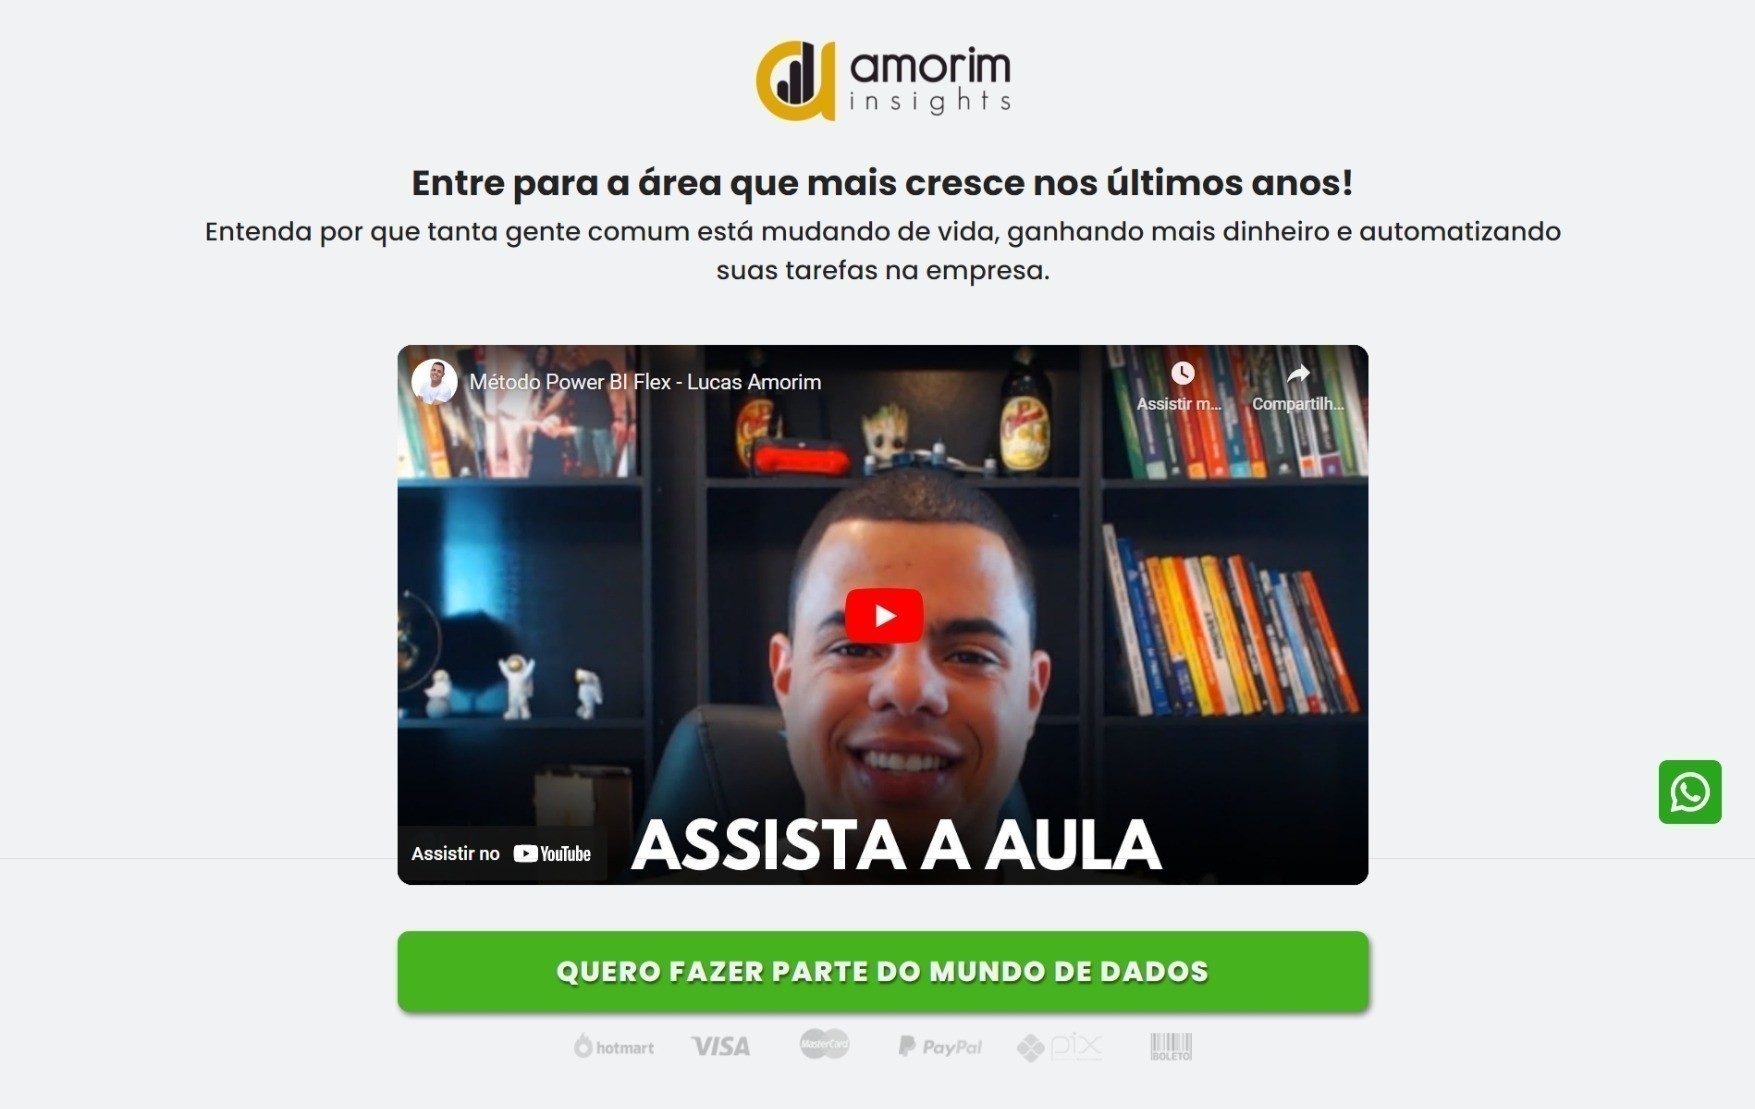 amorim
insights
Entre para a área que mais cresce nos últimos anos!
Entenda por que tanta gente comum está mudando de vida, ganhando mais dinheiro e automatizando
suas tarefas na empresa.
Método Power BI Flex - Lucas Amorim
Assistir m...
Compartilh...
Assistir no YouTube
ASSISTA A AULA
QUERO FAZER PARTE DO MUNDO DE DADOS
hotmart VISA MasterCard PayPal pix BOLETO